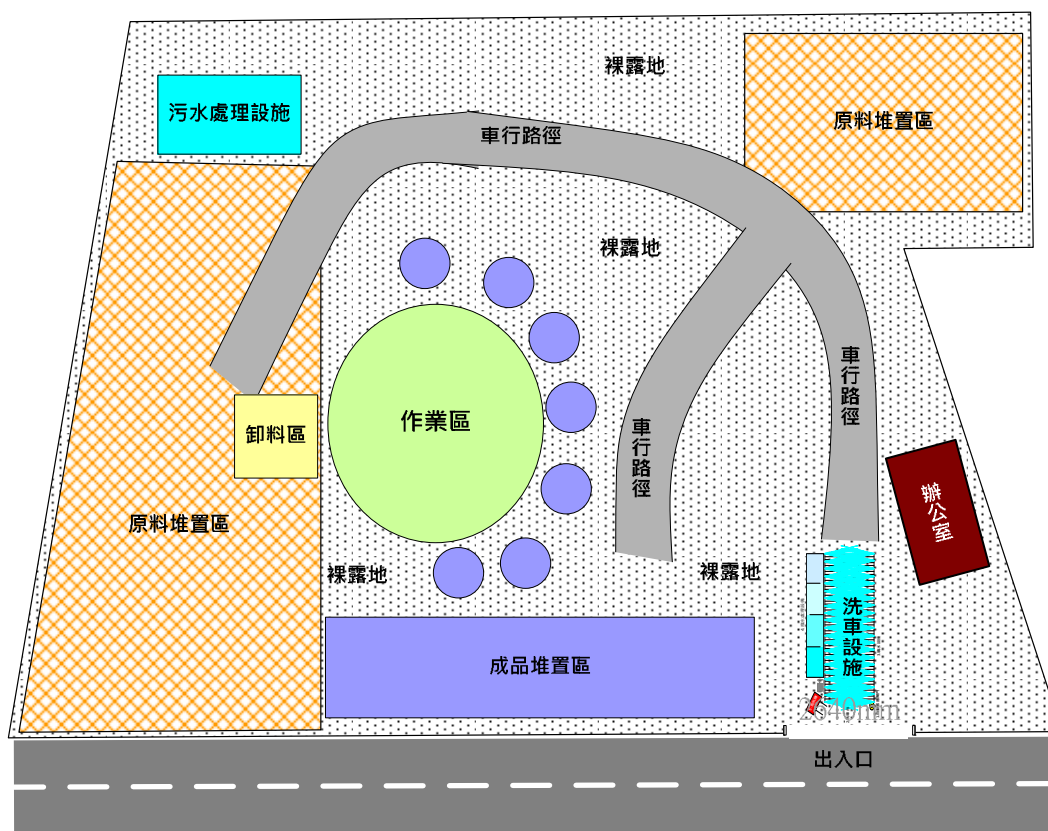 裸露地
污水處理設施
原料堆置區
車行路徑
裸露地
車行路徑
作業區
卸料區
車行路徑
辦公室
原料堆置區
裸露地
裸露地
洗車設施
成品堆置區
2640mm
出入口